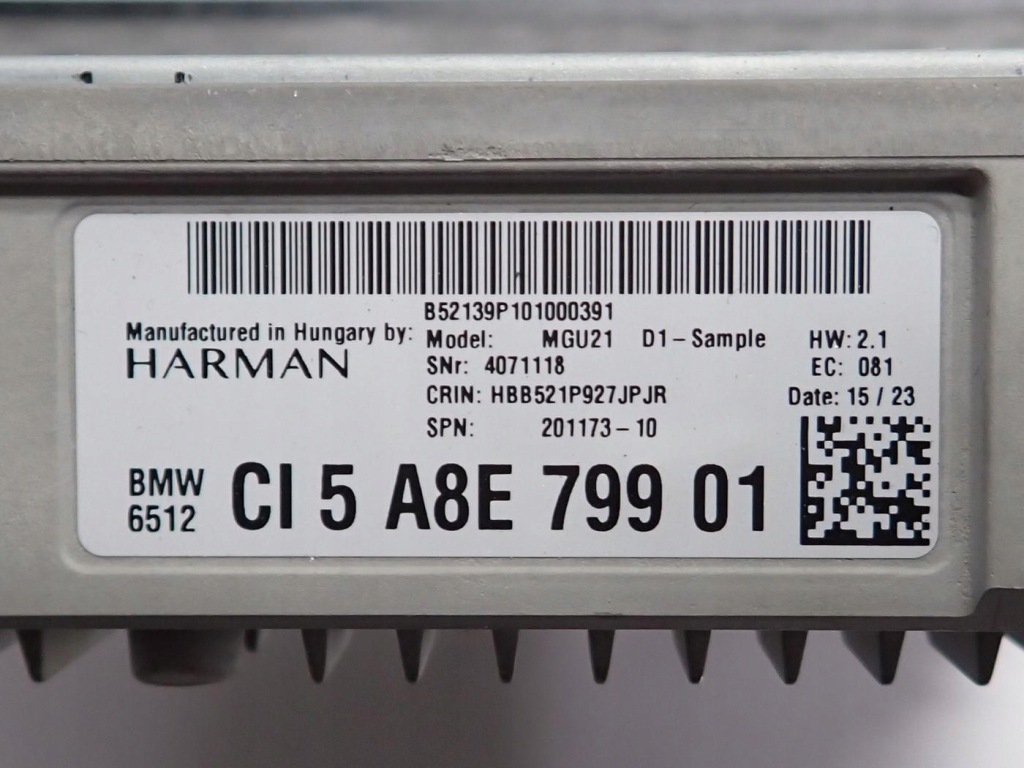 B52139P101000391
Manufactured in Hungary by:
HARMAN
Model: MGU21 D1-Sample
SNr: 4071118
CRIN: HBB521P927JPJR
SPN: 201173-10
HW: 2.1
EC: 081
Date: 15 / 23
BMW
6512
CI 5 A8E 799 01